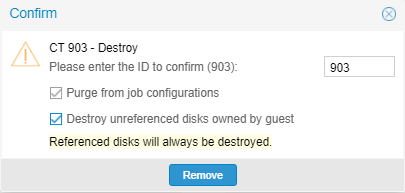 Confirm
CT 903 - Destroy
Please enter the ID to confirm (903):
903
Purge from job configurations
Destroy unreferenced disks owned by guest
Referenced disks will always be destroyed.
Remove